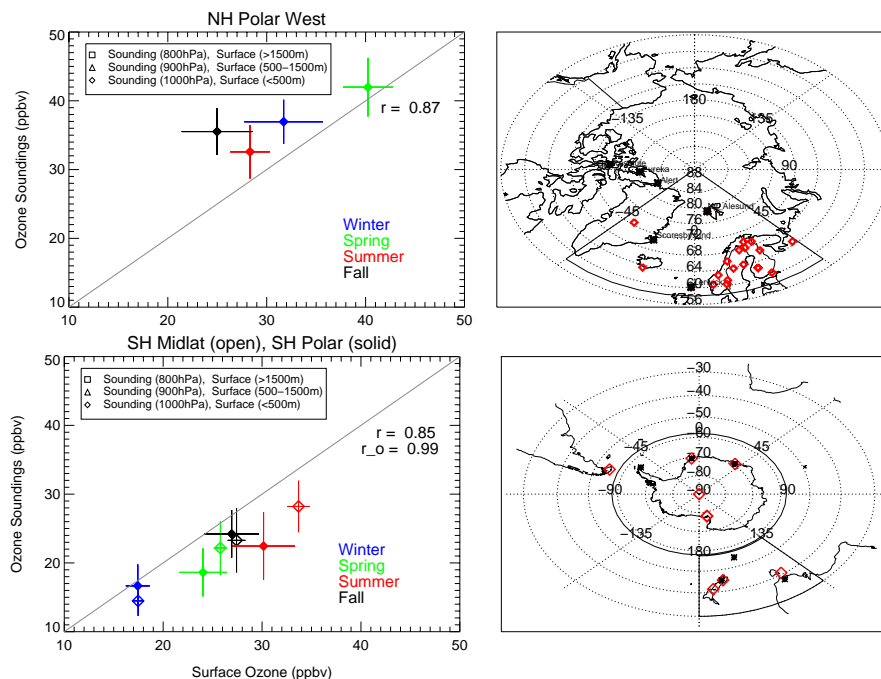 NH Polar West
50
40
30
20
10
10 20 30 40 50
Ozone Soundings (ppbv)
Sounding (800hPa), Surface (>1500m)
Sounding (900hPa), Surface (500−1500m)
Sounding (1000hPa), Surface (<500m)
r = 0.87
Winter
Spring
Summer
Fall
180
−135
135
90
88
84
80
76
72
68
64
60
56
−45
45
Eureka
Alert
Ny Alesund
Scoresbysund
SH Midlat (open), SH Polar (solid)
50
40
30
20
10
10 20 30 40 50
Ozone Soundings (ppbv)
Surface Ozone (ppbv)
Sounding (800hPa), Surface (>1500m)
Sounding (900hPa), Surface (500−1500m)
Sounding (1000hPa), Surface (<500m)
r = 0.85
r_o = 0.99
Winter
Spring
Summer
Fall
−30
−40
−50
−60
0
−70
−80
−90
−45
45
−90
90
−135
135
180